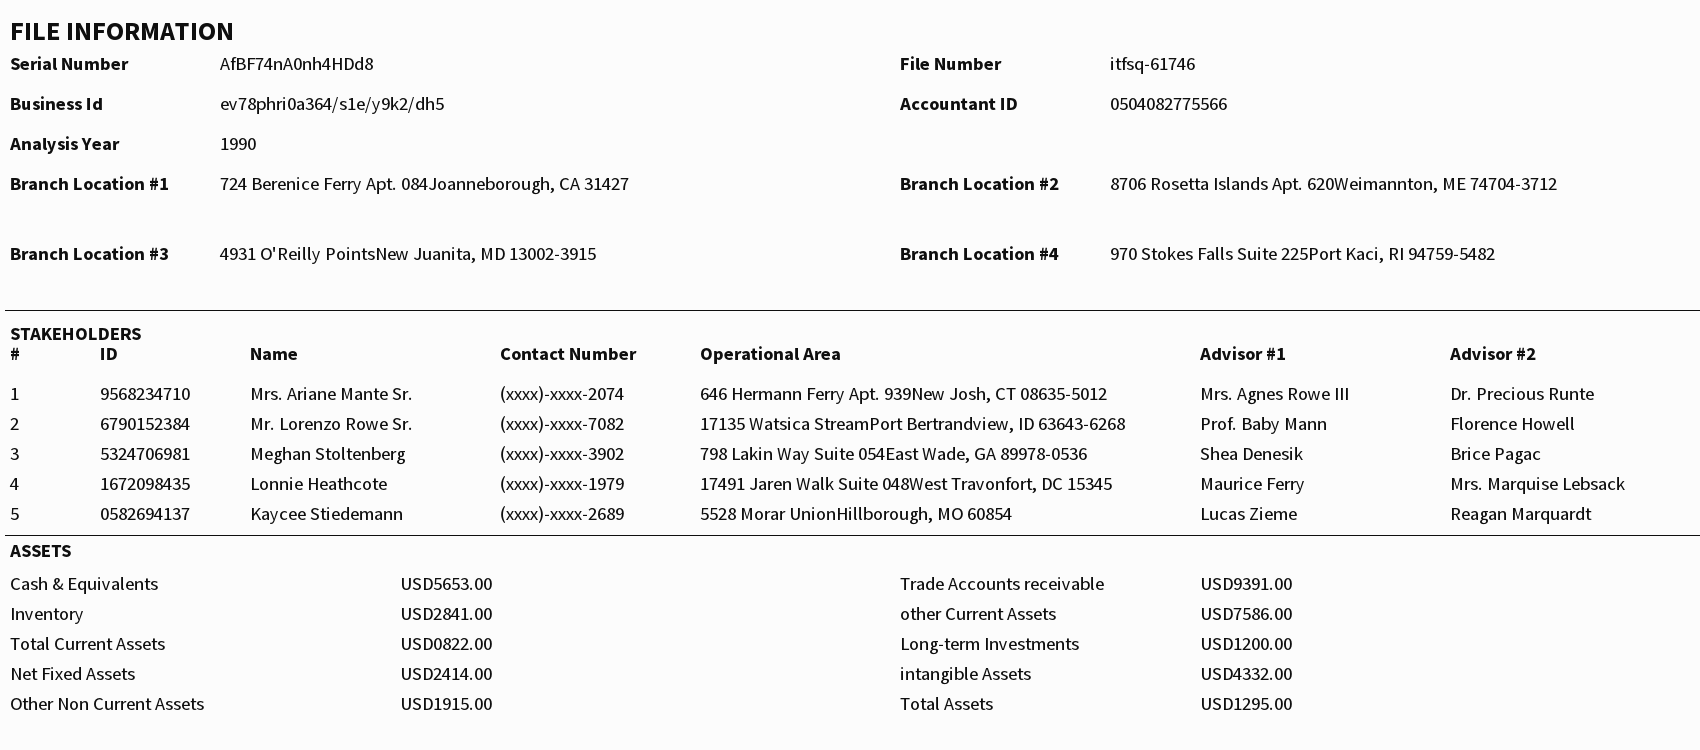 FILE INFORMATION
Serial Number AfBF74nA0nh4HDd8 File Number itfsq-61746
Business Id ev78phri0a364/s1e/y9k2/dh5 Accountant ID 0504082775566
Analysis Year 1990
Branch Location #1 724 Berenice Ferry Apt. 084Joanneborough, CA 31427 Branch Location #2 8706 Rosetta Islands Apt. 620Weimannton, ME 74704-3712
Branch Location #3 4931 O'Reilly PointsNew Juanita, MD 13002-3915 Branch Location #4 970 Stokes Falls Suite 225Port Kaci, RI 94759-5482
STAKEHOLDERS
# ID Name Contact Number Operational Area Advisor #1 Advisor #2
1 9568234710 Mrs. Ariane Mante Sr. (xxxx)-xxxx-2074 646 Hermann Ferry Apt. 939New Josh, CT 08635-5012 Mrs. Agnes Rowe III Dr. Precious Runte
2 6790152384 Mr. Lorenzo Rowe Sr. (xxxx)-xxxx-7082 17135 Watsica StreamPort Bertrandview, ID 63643-6268 Prof. Baby Mann Florence Howell
3 5324706981 Meghan Stoltenberg (xxxx)-xxxx-3902 798 Lakin Way Suite 054East Wade, GA 89978-0536 Shea Denesik Brice Pagac
4 1672098435 Lonnie Heathcote (xxxx)-xxxx-1979 17491 Jaren Walk Suite 048West Travonfort, DC 15345 Maurice Ferry Mrs. Marquise Lebsack
5 0582694137 Kaycee Stiedemann (xxxx)-xxxx-2689 5528 Morar UnionHillborough, MO 60854 Lucas Zieme Reagan Marquardt
ASSETS
Cash & Equivalents USD5653.00 Trade Accounts receivable USD9391.00
Inventory USD2841.00 other Current Assets USD7586.00
Total Current Assets USD0822.00 Long-term Investments USD1200.00
Net Fixed Assets USD2414.00 intangible Assets USD4332.00
Other Non Current Assets USD1915.00 Total Assets USD1295.00